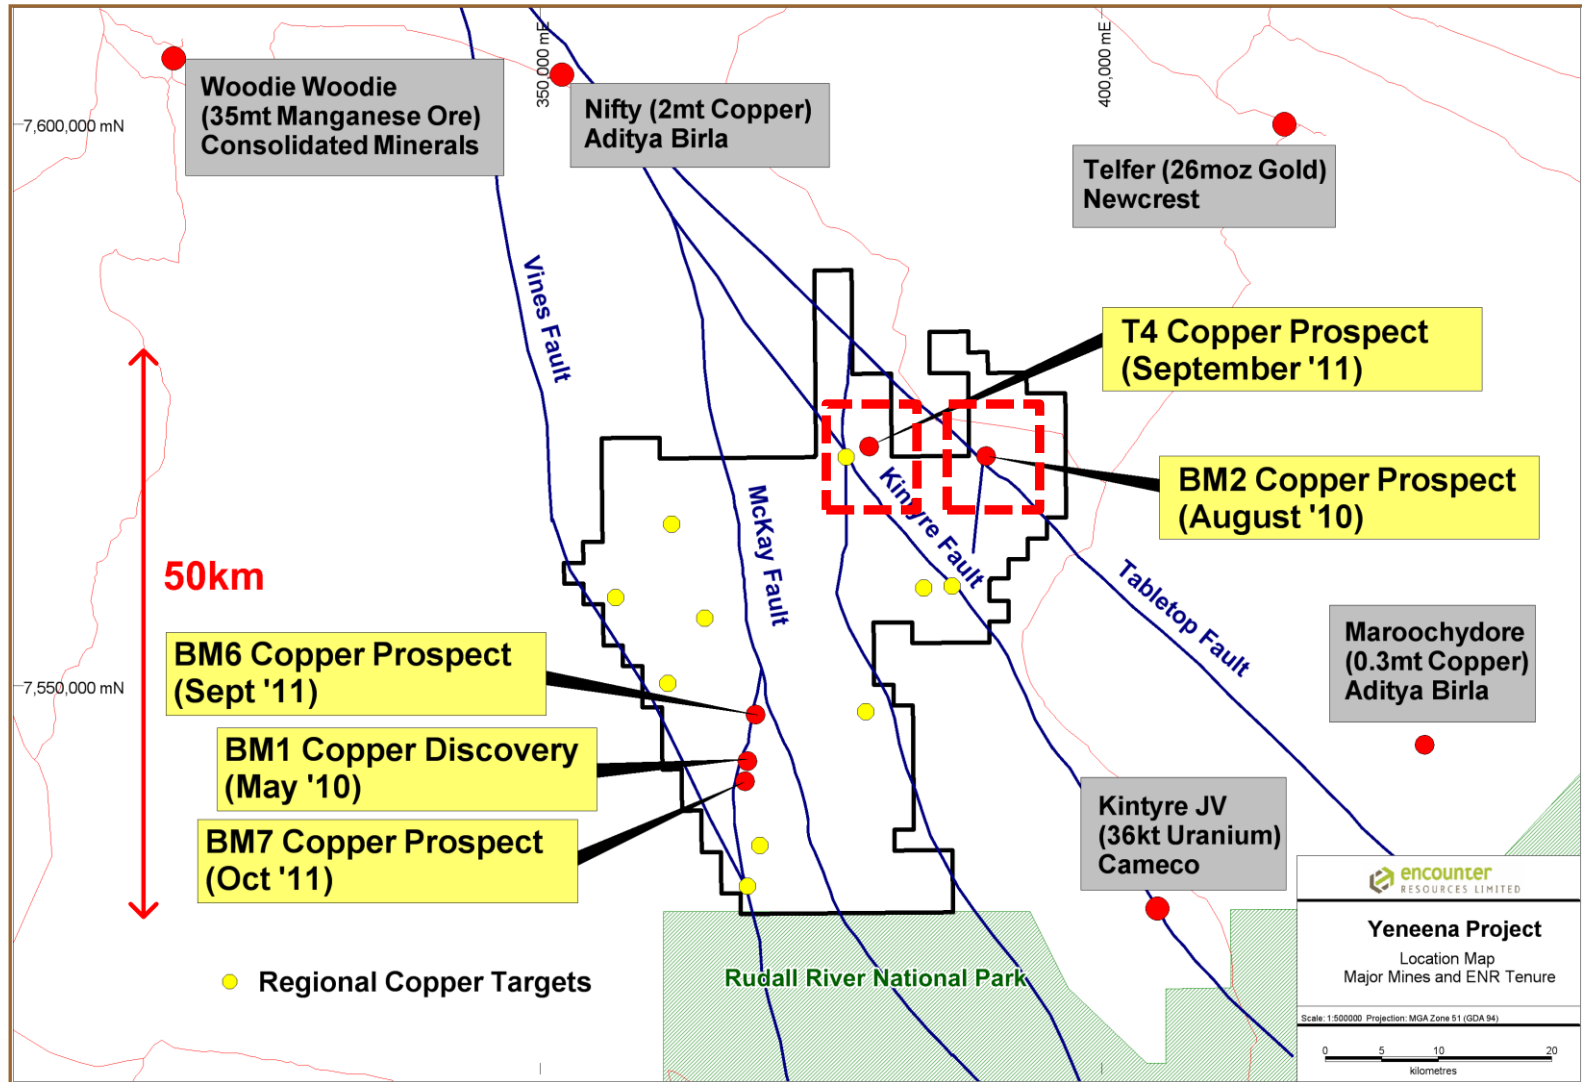 350,000 mE
400,000 mE
Woodie Woodie
(35mt Manganese Ore)
Consolidated Minerals
Nifty (2mt Copper)
Aditya Birla
7,600,000 mN
Telfer (26moz Gold)
Newcrest
Vines Fault
T4 Copper Prospect
(September '11)
BM2 Copper Prospect
(August '10)
Kintyre Fault
McKay Fault
Tabletop Fault
50km
Maroochydore
(0.3mt Copper)
Aditya Birla
BM6 Copper Prospect
(Sept '11)
7,550,000 mN
BM1 Copper Discovery
(May '10)
BM7 Copper Prospect
(Oct '11)
Kintyre JV
(36kt Uranium)
Cameco
Regional Copper Targets
Rudall River National Park
encounter
RESOURCES LIMITED
Yeneena Project
Location Map
Major Mines and ENR Tenure
Scale: 1:500000 Projection: MGA Zone 51 (GDA 94)
0 5 10 20
kilometres